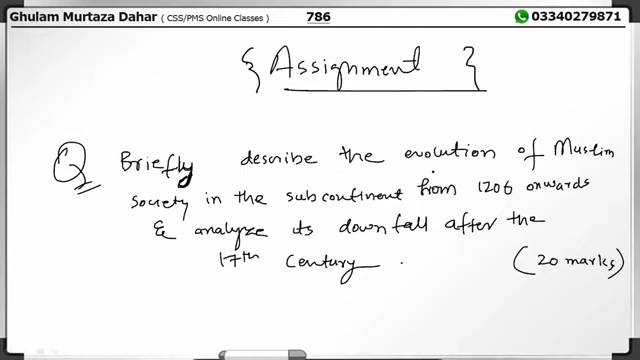 Ghulam Murtaza Dahar ( CSS/PMS Online Classes ) 786 03340279871
{ Assignment }
Q Briefly describe the evolution of Muslim
society in the subcontinent from 1206 onwards
& analyze its downfall after the
17th century . (20 marks)